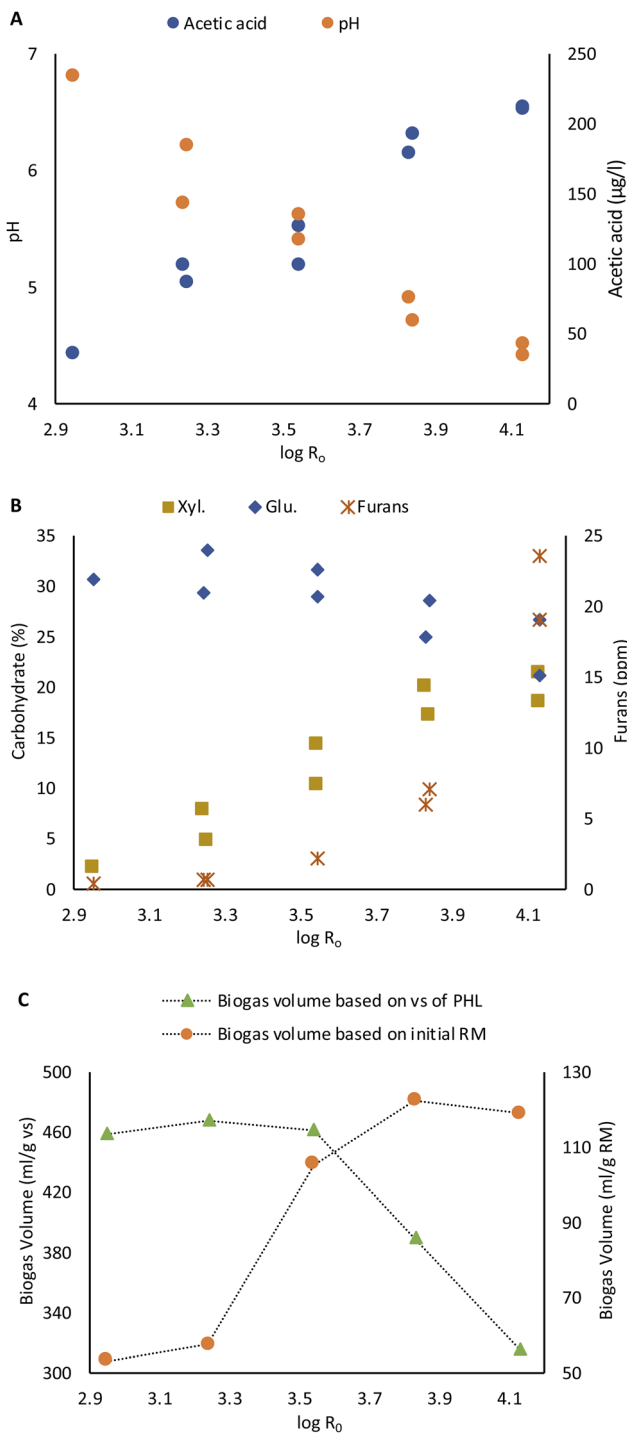 A
Acetic acid
pH
7
6
5
4
pH
250
200
150
100
50
0
Acetic acid (µg/l)
2.9 3.1 3.3 3.5 3.7 3.9 4.1
log Ro
B
Xyl. Glu. Furans
35
30
25
20
15
10
5
0
Carbohydrate (%)
25
20
15
10
5
0
Furans (ppm)
2.9 3.1 3.3 3.5 3.7 3.9 4.1
log Ro
C
Biogas volume based on vs of PHL
Biogas volume based on initial RM
500
460
420
380
340
300
Biogas Volume (ml/g vs)
130
110
90
70
50
Biogas Volume (ml/g RM)
2.9 3.1 3.3 3.5 3.7 3.9 4.1
log R0